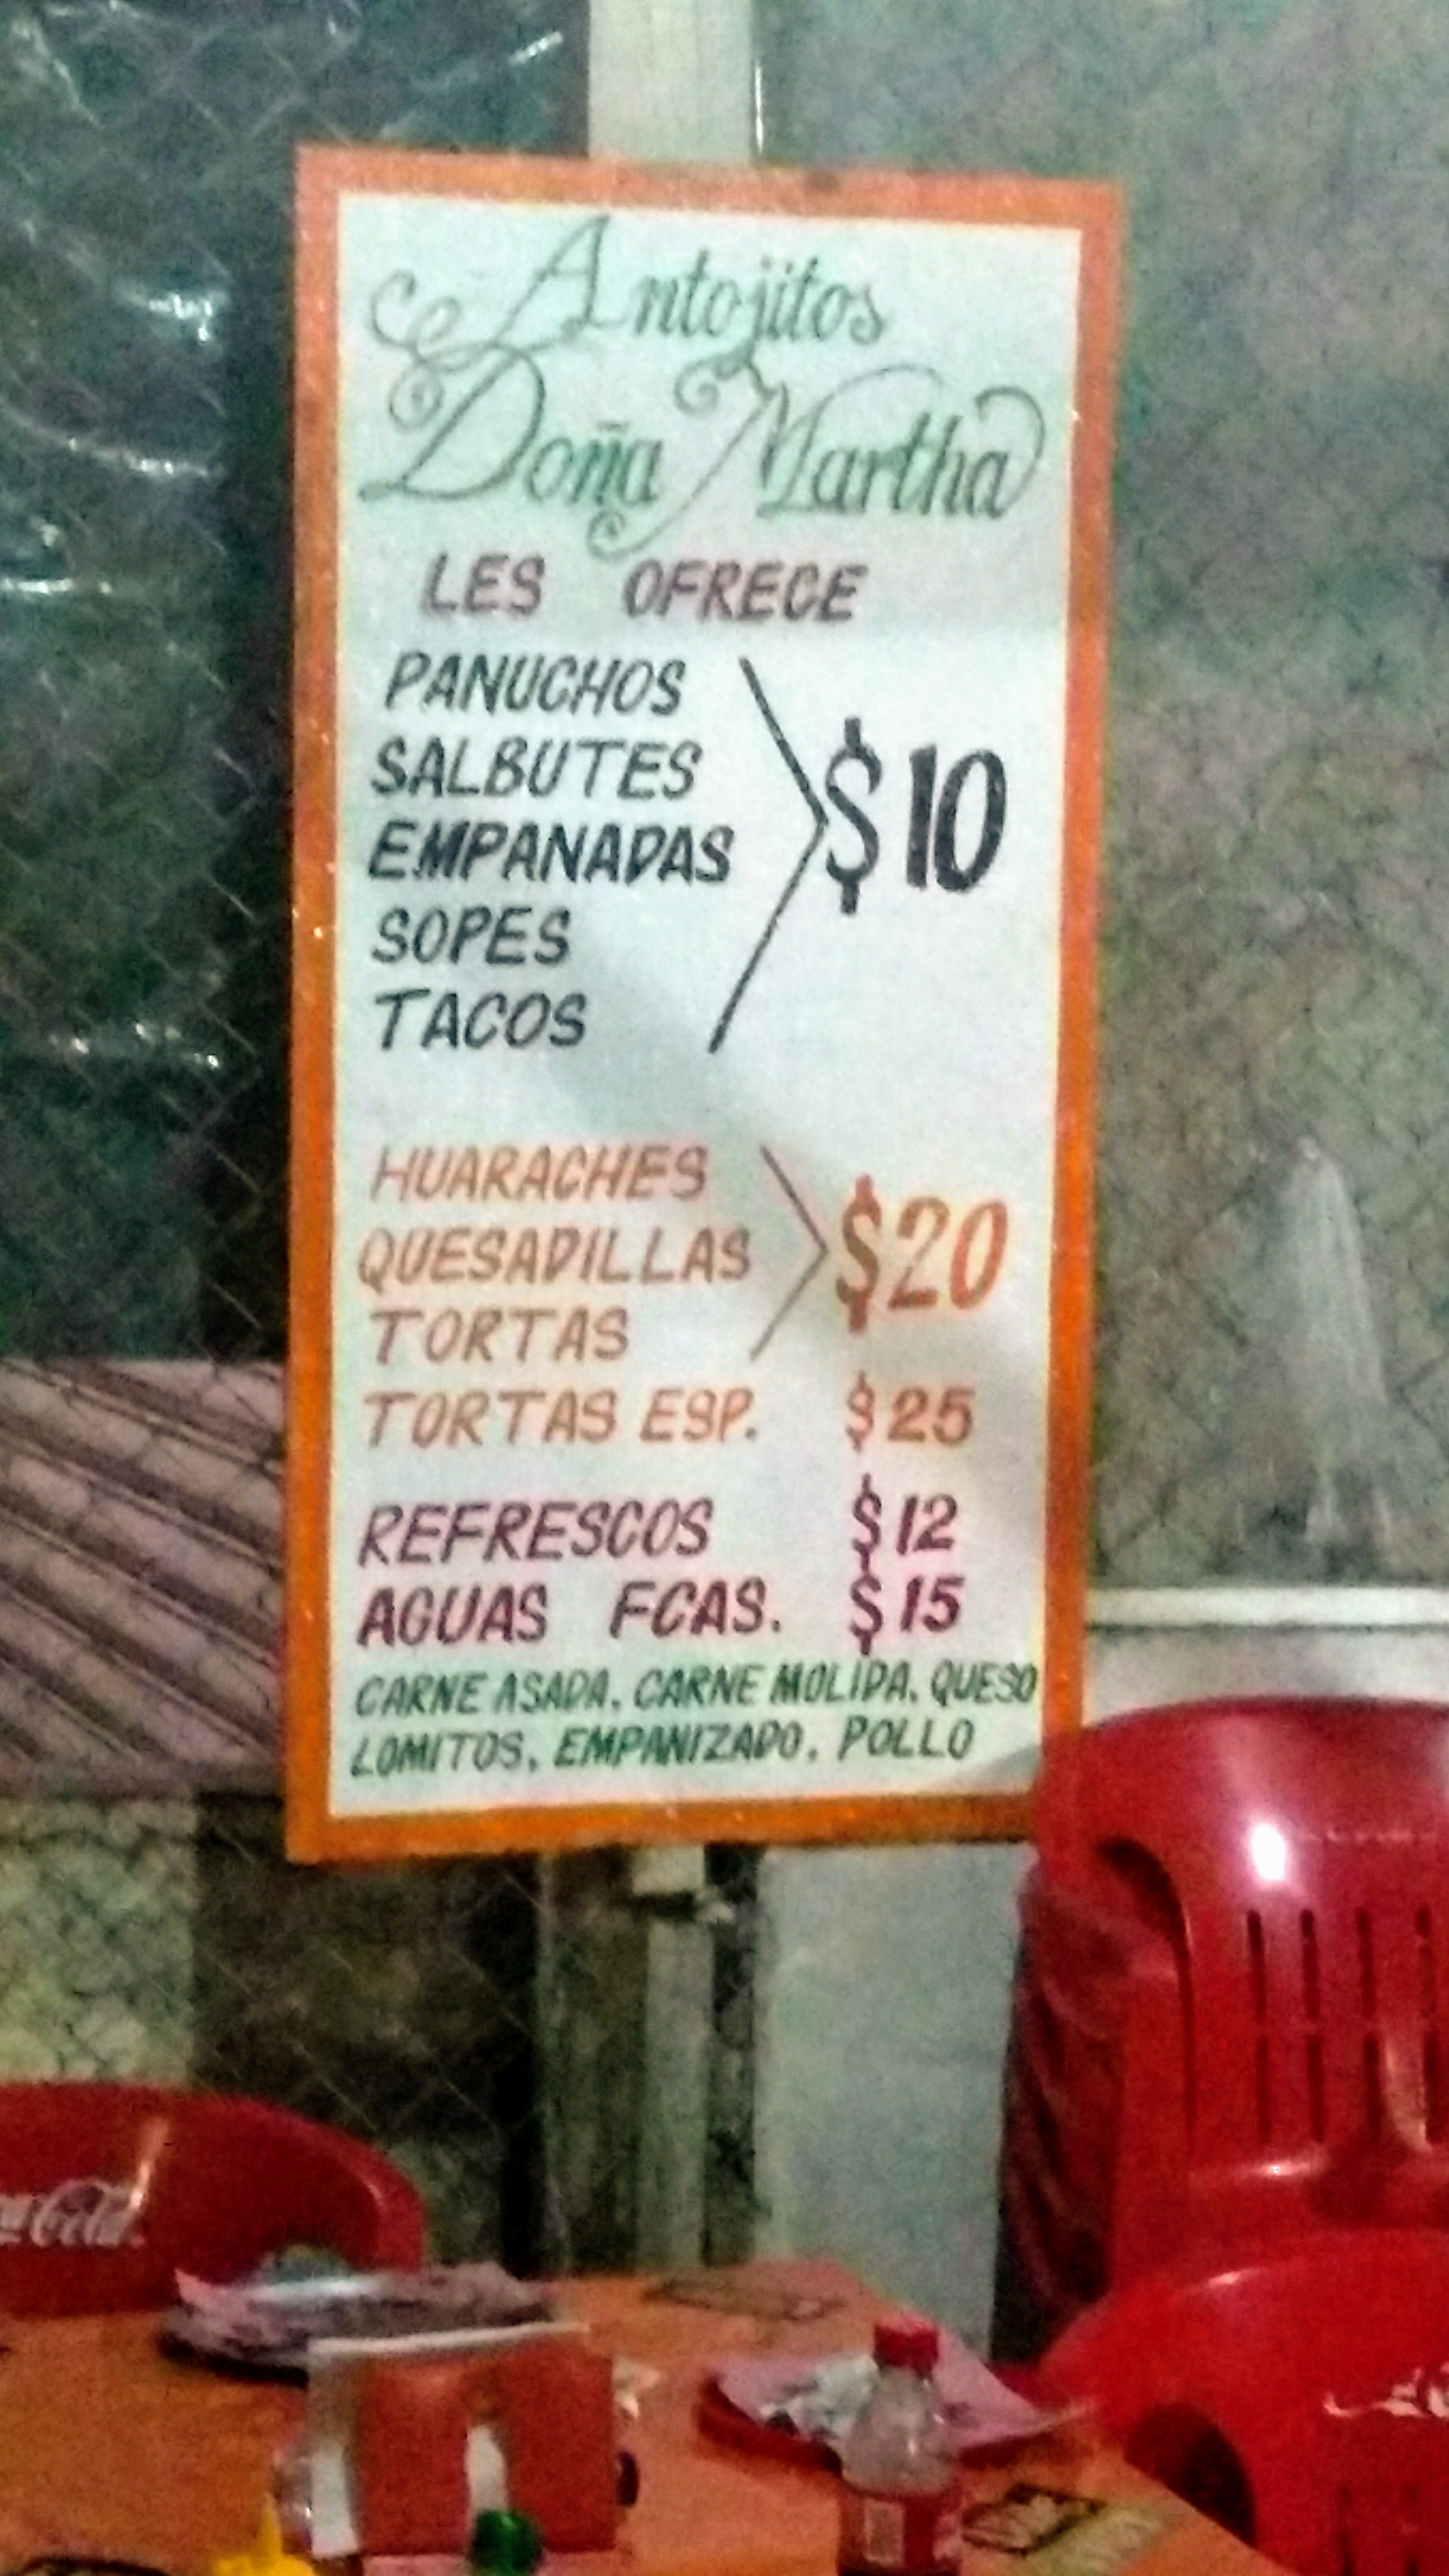 Antojitos
Doña Martha
LES OFRECE
PANUCHOS
SALBUTES
EMPANADAS
SOPES
TACOS
$10
HUARACHES
QUESADILLAS
TORTAS
$20
TORTAS ESP. $25
REFRESCOS $12
AGUAS FCAS. $15
CARNE ASADA, CARNE MOLIDA, QUESO
LOMITOS, EMPANIZADO, POLLO